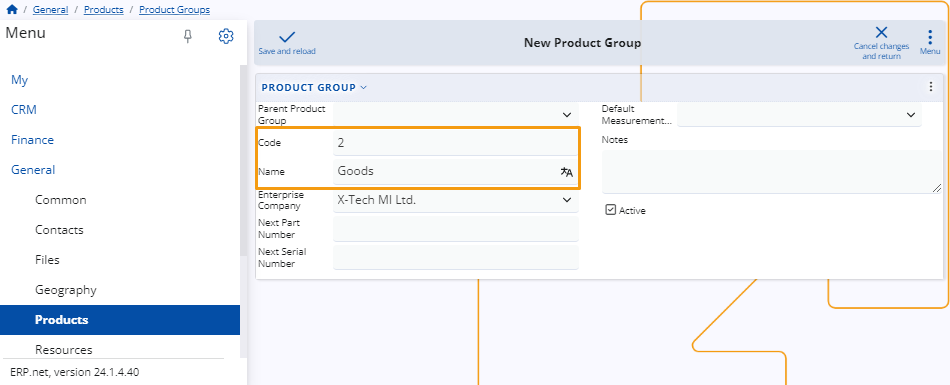 / General / Products / Product Groups
Menu
My
CRM
Finance
General
Common
Contacts
Files
Geography
Products
Resources
ERP.net, version 24.1.4.40
Save and reload
New Product Group
Cancel changes
and return
Menu
PRODUCT GROUP
Parent Product
Group
Code
2
Name
Goods
Enterprise
Company
X-Tech MI Ltd.
Next Part
Number
Next Serial
Number
Default
Measurement...
Notes
Active